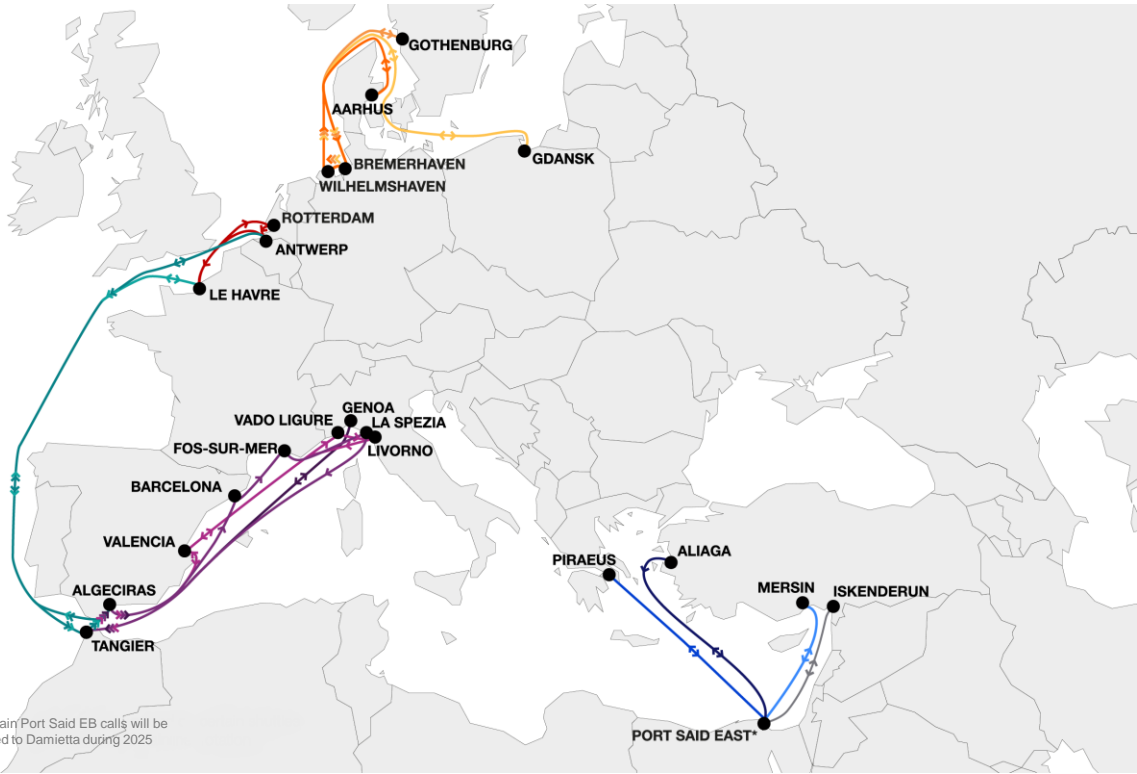 GOTHENBURG
AARHUS
GDANSK
BREMERHAVEN
WILHELMSHAVEN
ROTTERDAM
ANTWERP
LE HAVRE
GENOA
VADO LIGURE
LA SPEZIA
FOS-SUR-MER
LIVORNO
BARCELONA
VALENCIA
PIRAEUS
ALIAGA
ALGECIRAS
MERSIN
ISKENDERUN
TANGIER
ain Port Said EB calls will be
ed to Damietta during 2025
PORT SAID EAST*